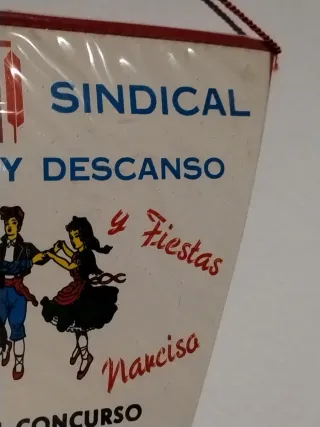 SINDICAL
Y DESCANSO
y Fiestas
Narciso
CONCURSO